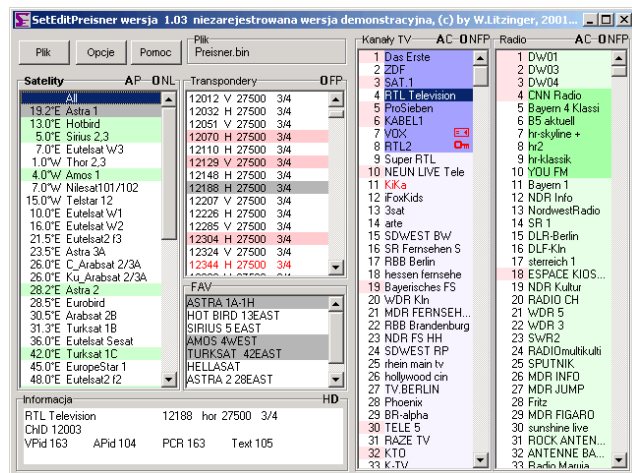 SetEditPreisner wersja 1.03 niezarejestrowana wersja demonstracyjna, (c) by W.Litzinger, 2001...
Plik
Opcje
Pomoc
Plik
Preisner.bin
Satelity AP ONL
All
19.2°E Astra 1
13.0°E Hotbird
5.0°E Sirius 2,3
7.0°E Eutelsat W3
1.0°W Thor 2,3
4.0°W Amos 1
7.0°W Nilesat101/102
15.0°W Telstar 12
10.0°E Eutelsat W1
16.0°E Eutelsat W2
21.5°E Eutelsat2 f3
23.5°E Astra 3A
26.0°E C_Arabsat 2/3A
26.0°E Ku_Arabsat 2/3A
28.2°E Astra 2
28.5°E Eurobird
30.5°E Arabsat 2B
31.3°E Turksat 1B
36.0°E Eutelsat Sesat
42.0°E Turksat 1C
45.0°E EuropeStar 1
48.0°E Eutelsat2 f2
Transpondery OFP
12012 V 27500 3/4
12032 H 27500 3/4
12051 V 27500 3/4
12070 H 27500 3/4
12110 H 27500 3/4
12129 V 27500 3/4
12148 H 27500 3/4
12188 H 27500 3/4
12207 V 27500 3/4
12226 H 27500 3/4
12285 V 27500 3/4
12304 H 27500 3/4
12324 V 27500 3/4
12344 H 27500 3/4
FAV
ASTRA 1A-1H
HOT BIRD 13EAST
SIRIUS 5 EAST
AMOS 4WEST
TURKSAT 42EAST
HELLASAT
ASTRA 2 28EAST
Informacja HD
RTL Television 12188 hor 27500 3/4
ChID 12003
VPid 163 APid 104 PCR 163 Text 105
Kanały TV AC ONFP
1 Das Erste
2 ZDF
3 SAT.1
4 RTL Television
5 ProSieben
6 KABEL1
7 VOX
8 RTL2
9 Super RTL
10 NEUN LIVE Tele
11 KiKa
12 iFoxKids
13 3sat
14 arte
15 SDWEST BW
16 SR Fernsehen S
17 RBB Berlin
18 hessen fernsehe
19 Bayerisches FS
20 WDR Kln
21 MDR FERNSEH...
22 RBB Brandenburg
23 NDR FS HH
24 SDWEST RP
25 rhein main tv
26 hollywood cin
27 TV.BERLIN
28 Phoenix
29 BR-alpha
30 TELE 5
31 RAZE TV
32 KTO
33 K-TV
Radio AC ONFP
1 DW01
2 DW03
3 DW04
4 CNN Radio
5 Bayern 4 Klassi
6 B5 aktuell
7 hr-skyline +
8 hr2
9 hr-klassik
10 YOU FM
11 Bayern 1
12 NDR Info
13 NordwestRadio
14 SR 1
15 DLR-Berlin
16 DLF-Kln
17 sterreich 1
18 ESPACE KIOS...
19 NDR Kultur
20 RADIO CH
21 WDR 5
22 WDR 3
23 SWR2
24 RADIOmultikulti
25 SPUTNIK
26 MDR INFO
27 MDR JUMP
28 Fritz
29 MDR FIGARO
30 sunshine live
31 ROCK ANTEN...
32 ANTENNE BA...
33 Radio Maryja